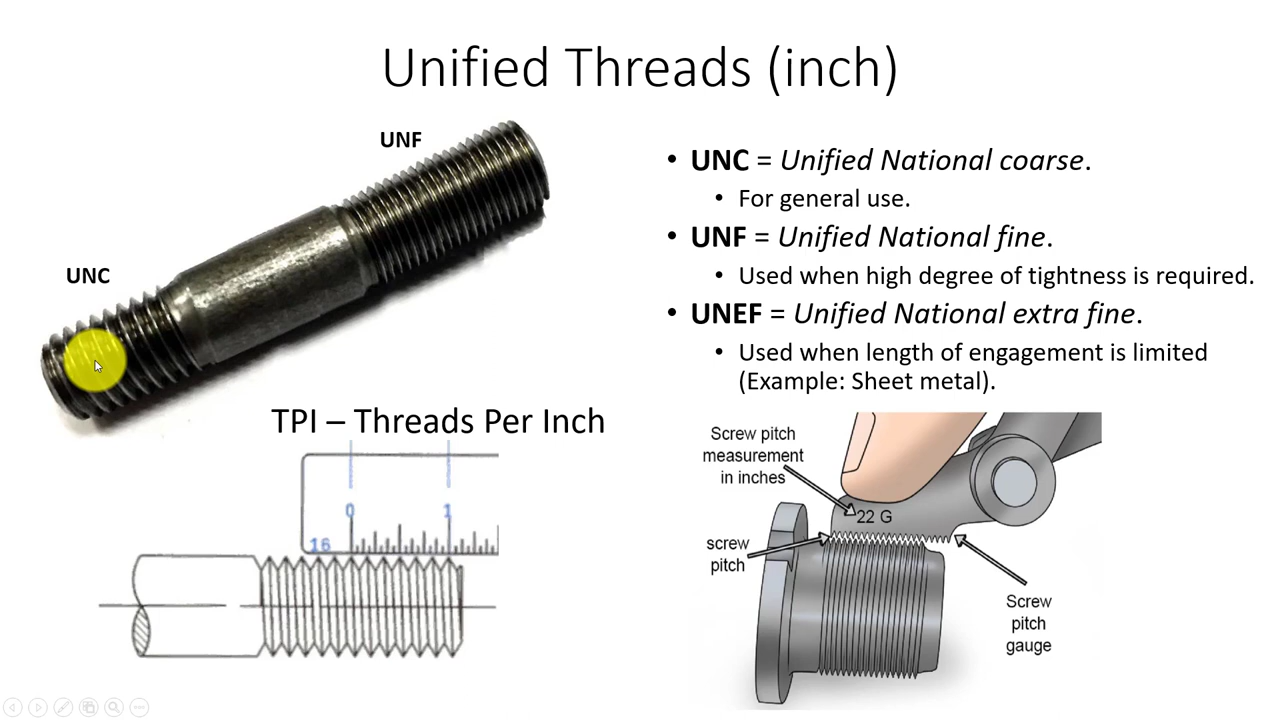 Unified Threads (inch)
UNF
UNC
• UNC = Unified National coarse.
• For general use.
• UNF = Unified National fine.
• Used when high degree of tightness is required.
• UNEF = Unified National extra fine.
• Used when length of engagement is limited
(Example: Sheet metal).
TPI – Threads Per Inch
0
1
16
Screw pitch
measurement
in inches
22 G
screw
pitch
Screw
pitch
gauge